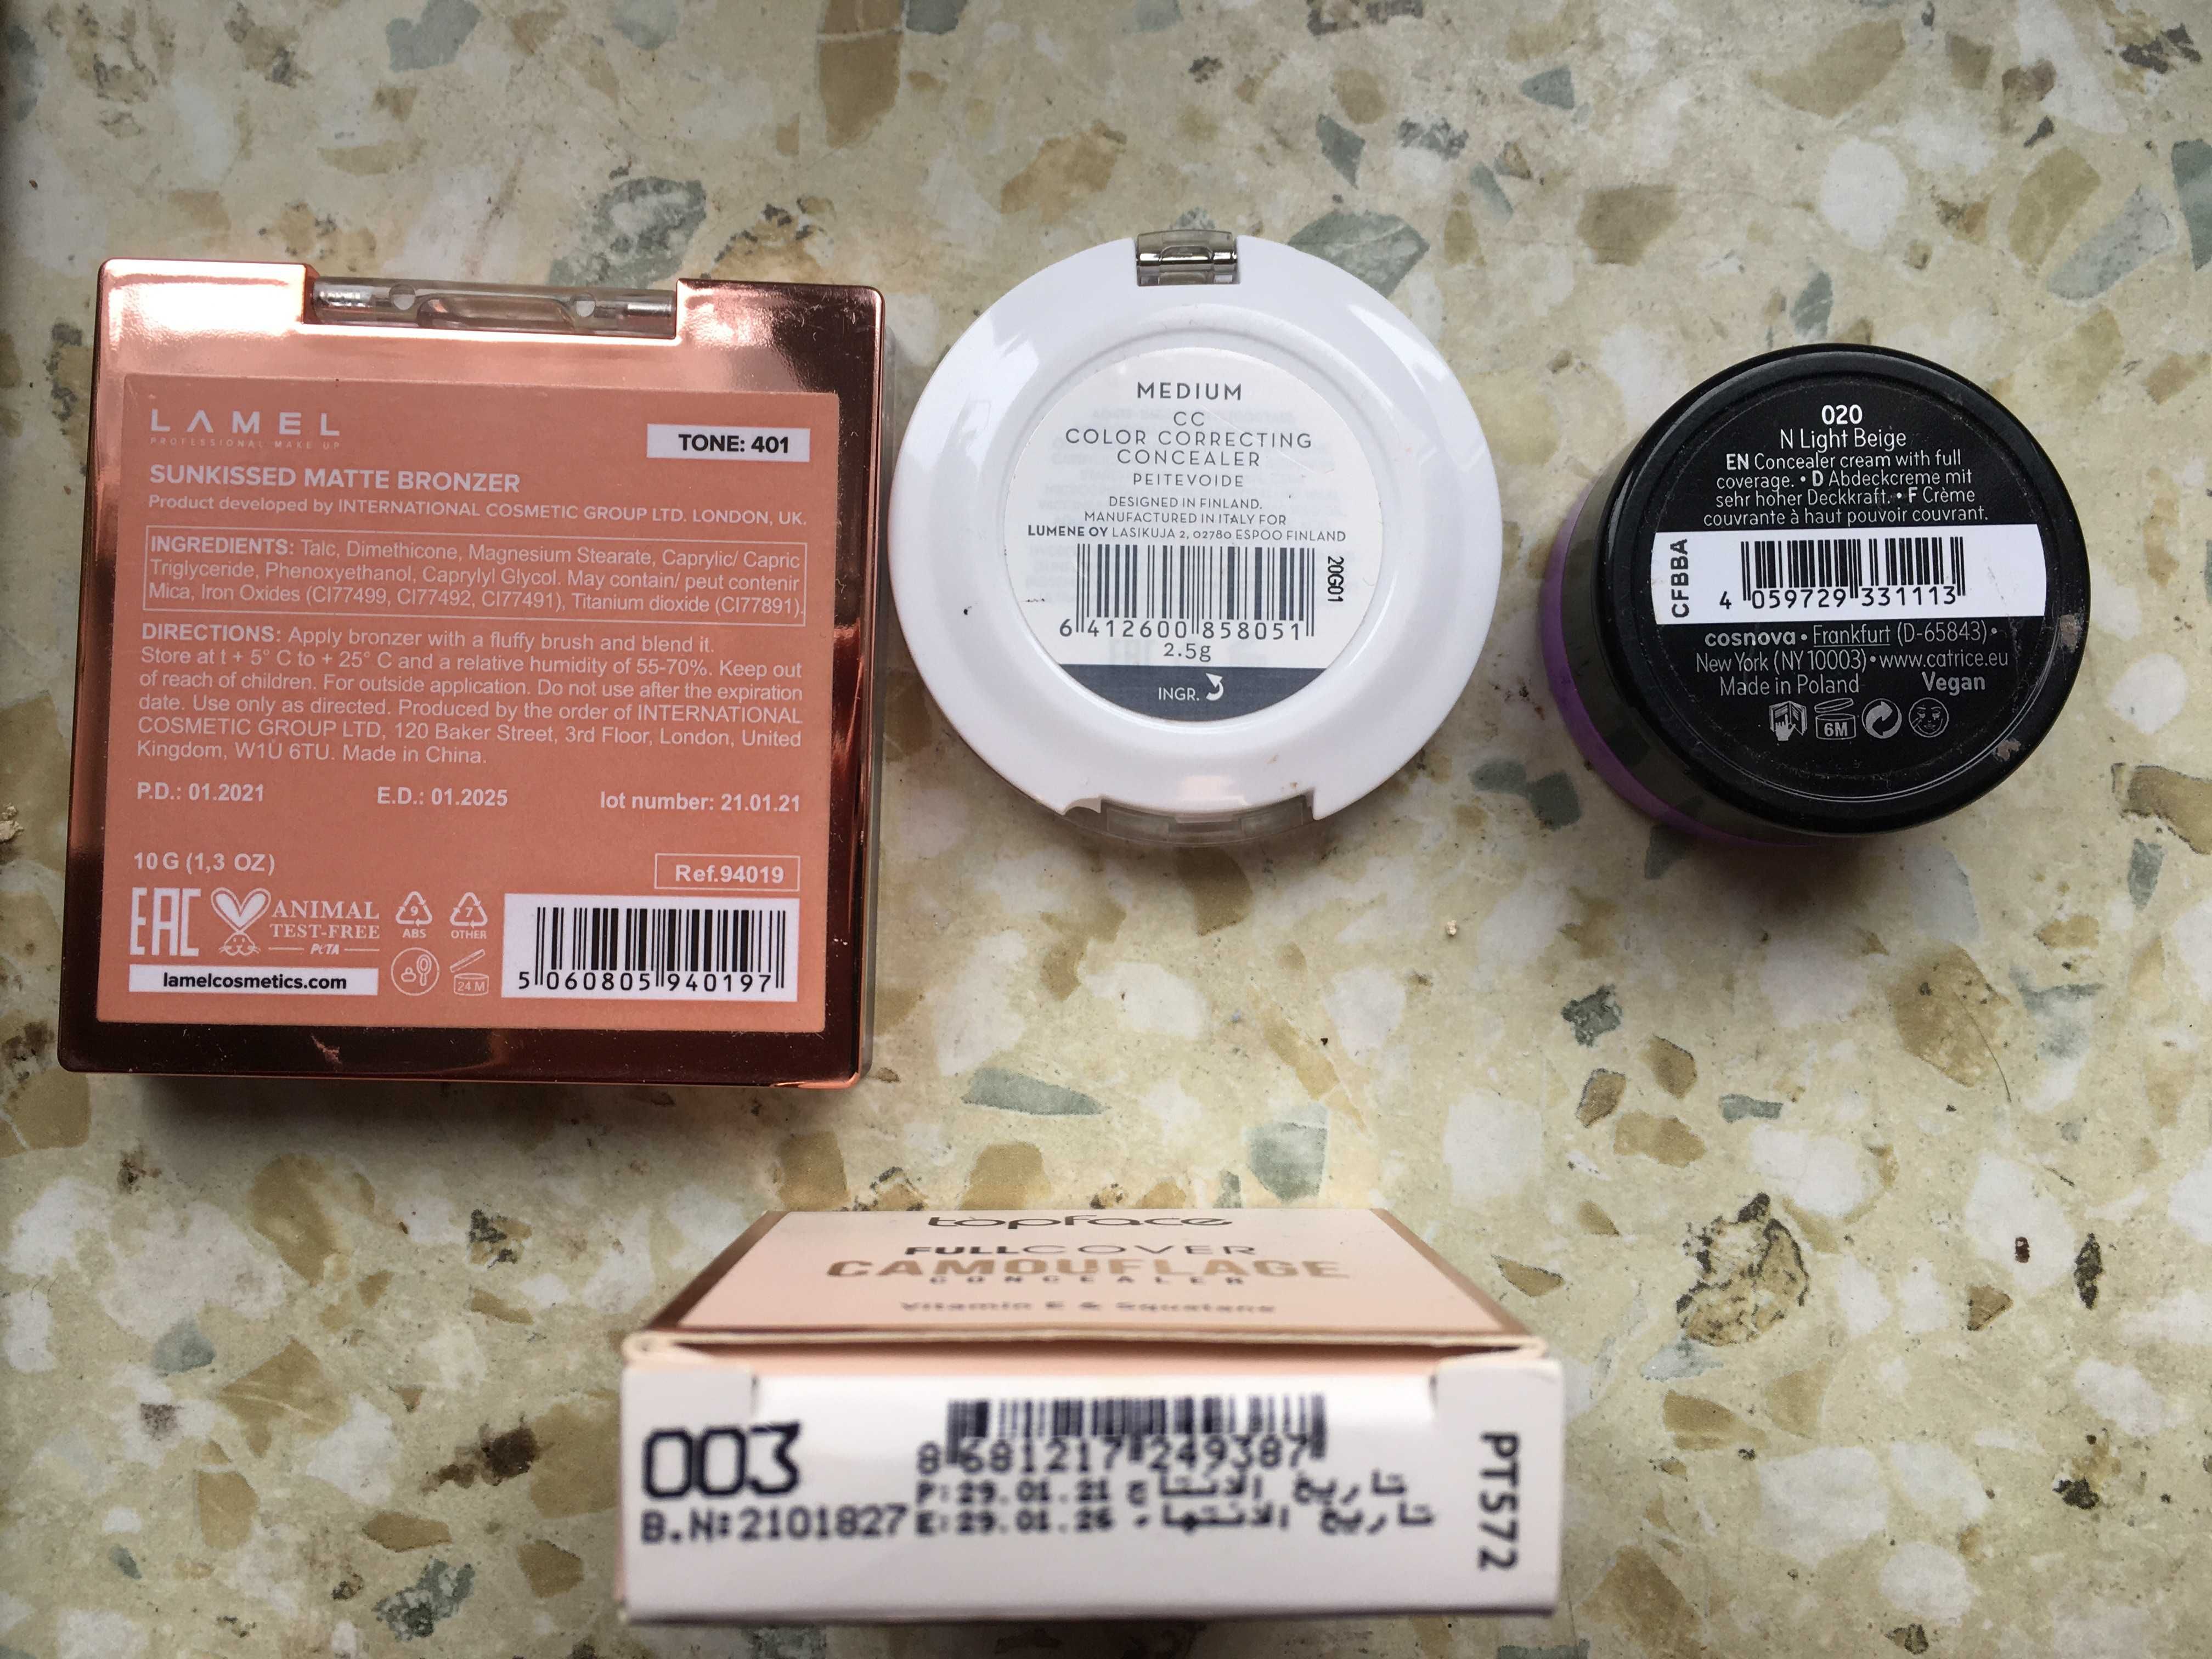 LAMEL
PROFESSIONAL MAKE UP
TONE: 401
SUNKISSED MATTE BRONZER
Product developed by INTERNATIONAL COSMETIC GROUP LTD. LONDON, UK.
INGREDIENTS: Talc, Dimethicone, Magnesium Stearate, Caprylic/ Capric
Triglyceride, Phenoxyethanol, Caprylyl Glycol. May contain/ peut contenir
Mica, Iron Oxides (CI77499, CI77492, CI77491), Titanium dioxide (CI77891).
DIRECTIONS: Apply bronzer with a fluffy brush and blend it.
Store at t + 5° C to + 25° C and a relative humidity of 55-70%. Keep out
of reach of children. For outside application. Do not use after the expiration
date. Use only as directed. Produced by the order of INTERNATIONAL
COSMETIC GROUP LTD, 120 Baker Street, 3rd Floor, London, United
Kingdom, W1U 6TU. Made in China.
P.D.: 01.2021 E.D.: 01.2025 lot number: 21.01.21
10 G (1,3 OZ)
Ref.94019
EAC
ANIMAL
TEST-FREE
PETA
9
ABS
7
OTHER
24 M
lamelcosmetics.com
5 060805 940197
MEDIUM
CC
COLOR CORRECTING
CONCEALER
PEITEVOIDE
DESIGNED IN FINLAND,
MANUFACTURED IN ITALY FOR
LUMENE OY LASIKUJA 2, 02780 ESPOO FINLAND
20G01
6 412600 858051
2.5g
INGR.
020
N Light Beige
EN Concealer cream with full
coverage. • D Abdeckcreme mit
sehr hoher Deckkraft. • F Crème
couvrante à haut pouvoir couvrant.
CFBBA
4 059729 331113
cosnova • Frankfurt (D-65843) •
New York (NY 10003) • www.catrice.eu
Made in Poland Vegan
6M
topface
FULLCOVER
CAMOUFLAGE
CONCEALER
Vitamin E & Squalane
003
8 681217 249387
P: 29.01.21 تاريخ الانتاج
B.N: 2101827 E: 29.01.26 تاريخ الانتهاء
PT572